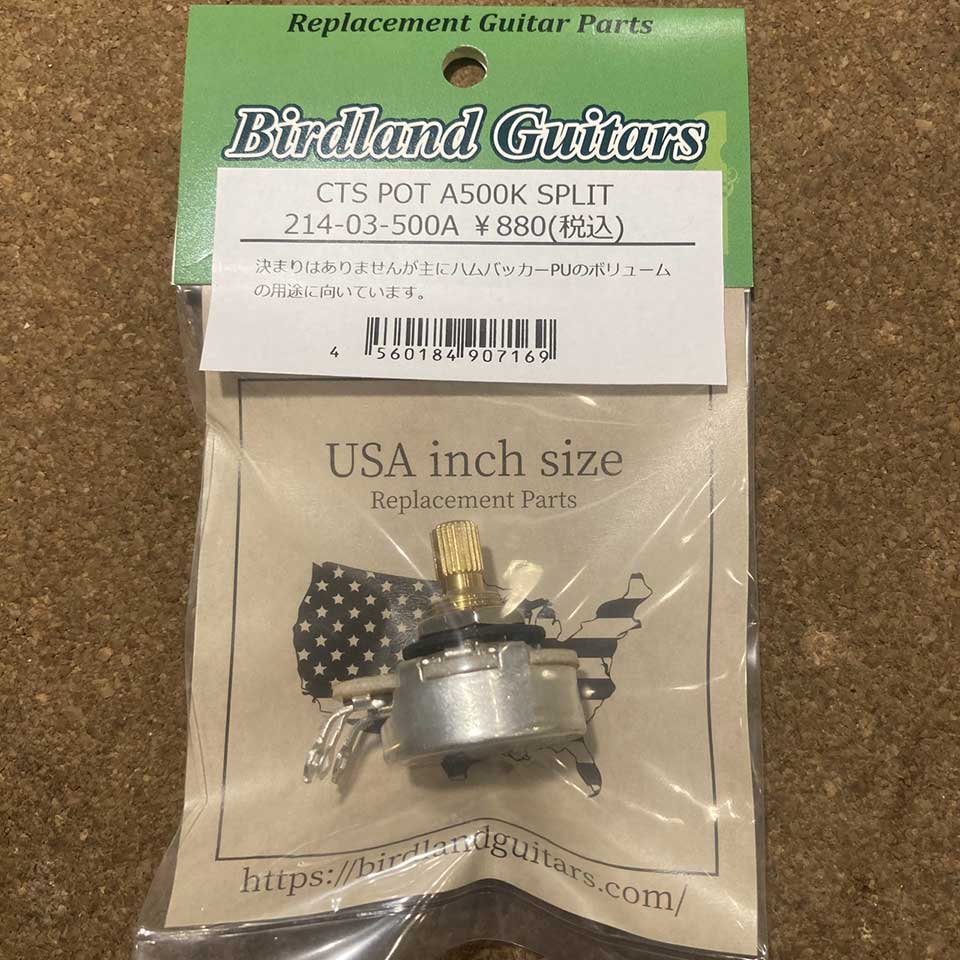 Replacement Guitar Parts
Birdland Guitars
CTS POT A500K SPLIT
214-03-500A ￥880(税込)
決まりはありませんが主にハムバッカーPUのボリューム
の用途に向いています。
4 560184 907169
USA inch size
Replacement Parts
https://birdlandguitars.com/